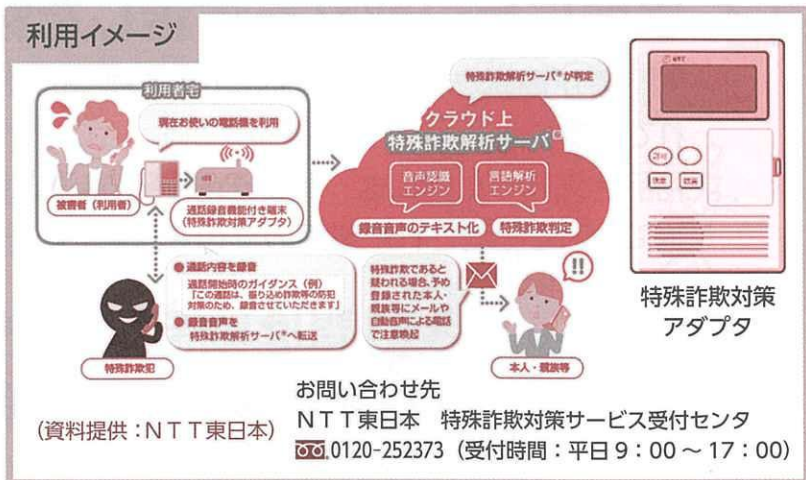 利用イメージ
利用者宅
現在お使いの電話機を利用
被害者（利用者）
通話録音機能付き端末
（特殊詐欺対策アダプタ）
特殊詐欺解析サーバ※が判定
クラウド上
特殊詐欺解析サーバ※
音声認識
エンジン
言語解析
エンジン
録音音声のテキスト化
特殊詐欺判定
● 通話内容を録音
通話開始時のガイダンス（例）
「この通話は、振り込め詐欺等の防犯
対策のため、録音させていただきます」
● 録音音声を
特殊詐欺解析サーバ※へ転送
特殊詐欺犯
特殊詐欺であると
疑われる場合、予め
登録された本人・
親族等にメールや
自動音声による電話
で注意喚起
!!
本人・親族等
NTT
特殊詐欺対策
アダプタ
（資料提供：ＮＴＴ東日本）
お問い合わせ先
ＮＴＴ東日本　特殊詐欺対策サービス受付センタ
0120-252373（受付時間：平日 9：00 ～ 17：00）